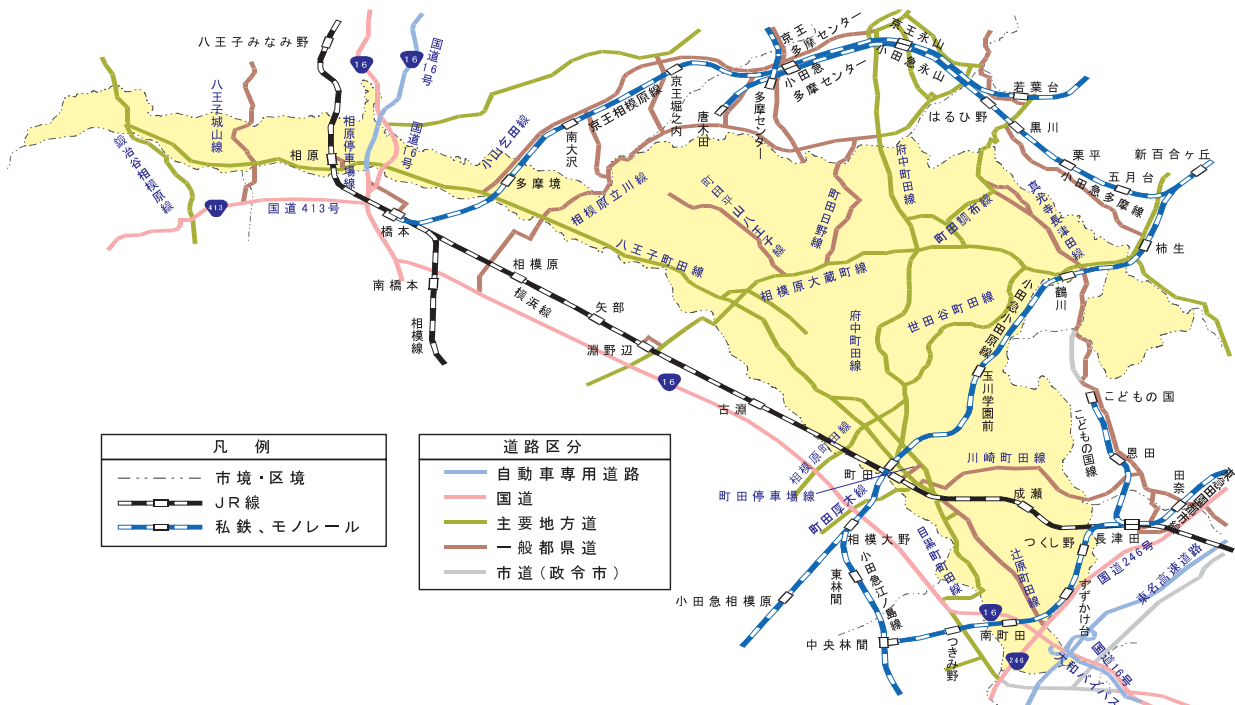 八王子みなみ野
16
16
国道16号
京王
多摩センター
小田急
多摩センター
京王永山
小田急永山
若葉台
はるひ野
黒川
栗平
新百合ヶ丘
五月台
小田急多摩線
柿生
八王子城山線
鍛治谷相模原線
相原
相原停車場線
国道16号
413
国道413号
橋本
南橋本
相模線
小山乞田線
京王相模原線
京王堀之内
南大沢
多摩境
唐木田
多摩センター
相模原立川線
町田平山八王子線
町田日野線
府中町田線
町田調布線
真光寺長津田線
八王子町田線
相模原大蔵町線
相模原
横浜線
矢部
淵野辺
16
古淵
府中町田線
世田谷町田線
小田急小田原線
鶴川
玉川学園前
こどもの国
こどもの国線
恩田
田奈
東急田園都市線
相模原町田線
町田
町田停車場線
川崎町田線
成瀬
長津田
つくし野
町田厚木線
相模大野
東林間
小田急江ノ島線
小田急相模原
中央林間
目黒町町田線
辻原町田線
16
南町田
つきみ野
すずかけ台
国道246号
東名高速道路
246
国道16号
大和バイパス
凡 例
市境・区境
JR線
私鉄、モノレール
道路区分
自動車専用道路
国道
主要地方道
一般都県道
市道(政令市)